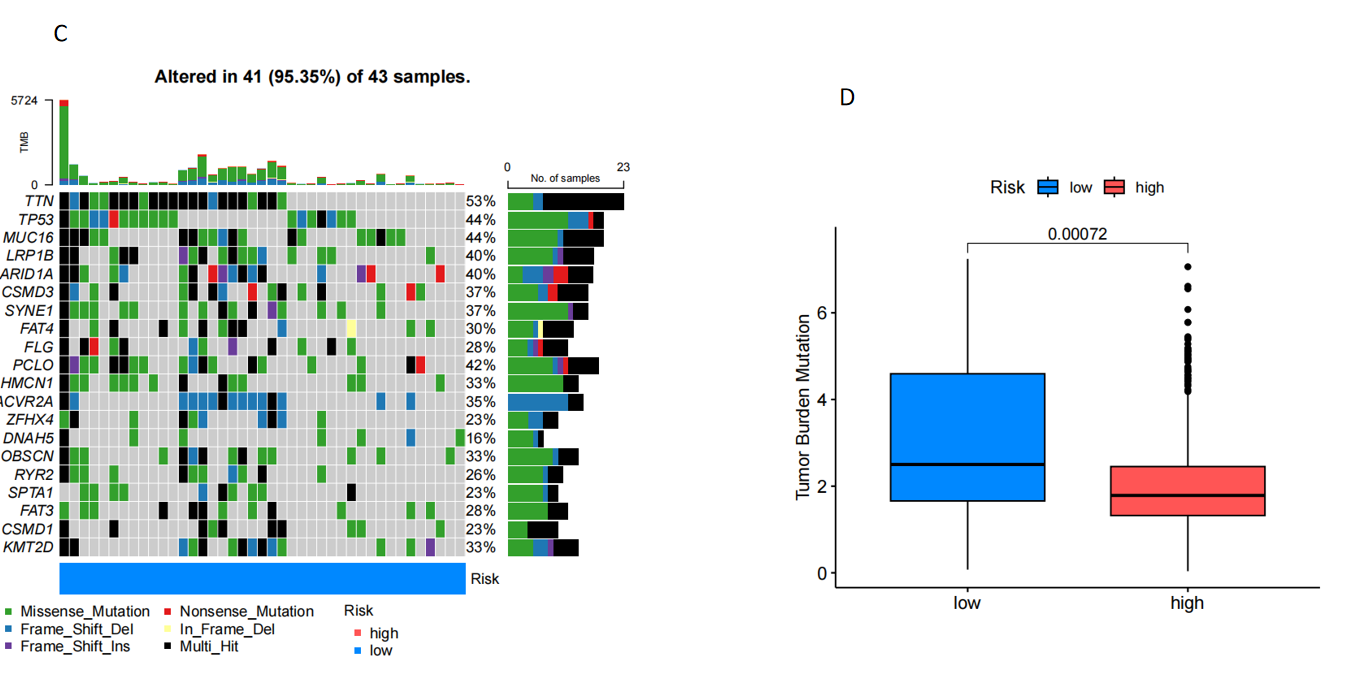 C
Altered in 41 (95.35%) of 43 samples.
5724
TMB
0
0 23
No. of samples
TTN 53%
TP53 44%
MUC16 44%
LRP1B 40%
ARID1A 40%
CSMD3 37%
SYNE1 37%
FAT4 30%
FLG 28%
PCLO 42%
HMCN1 33%
ACVR2A 35%
ZFHX4 23%
DNAH5 16%
OBSCN 33%
RYR2 26%
SPTA1 23%
FAT3 28%
CSMD1 23%
KMT2D 33%
Risk
Missense_Mutation Nonsense_Mutation
Frame_Shift_Del In_Frame_Del
Frame_Shift_Ins Multi_Hit
Risk
high
low
D
Risk low high
0.00072
Tumor Burden Mutation
6
4
2
0
low high